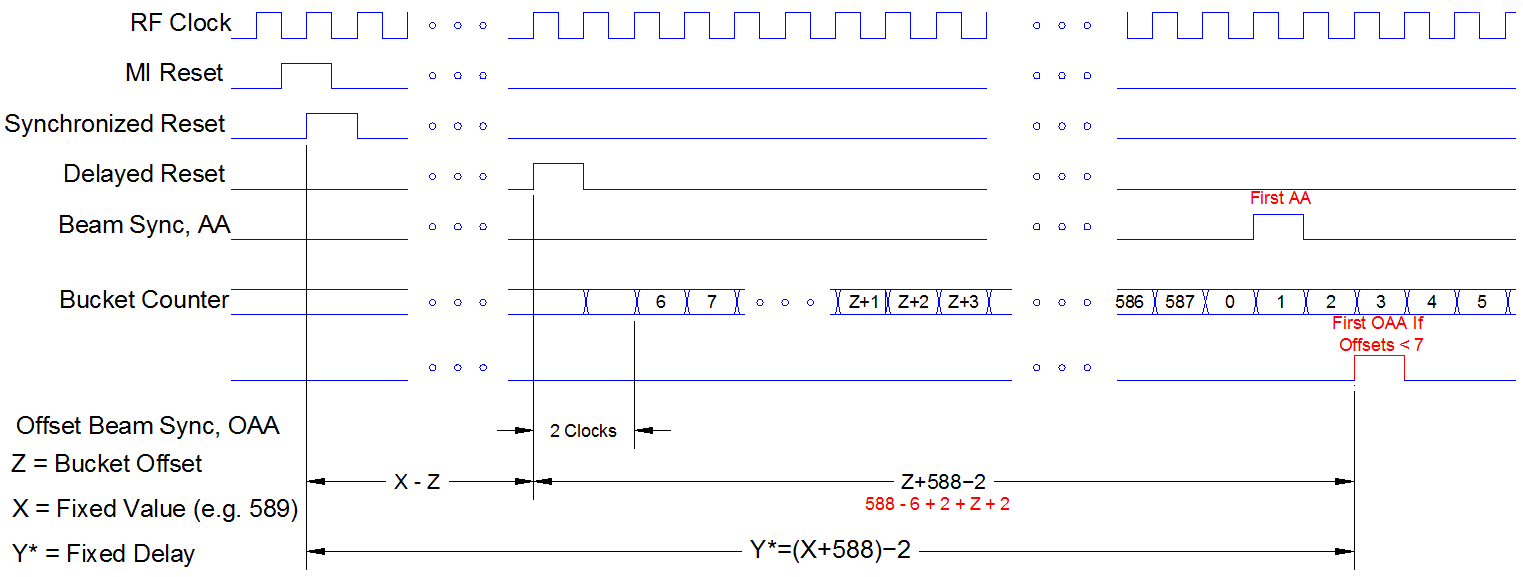 RF Clock
MI Reset
Synchronized Reset
Delayed Reset
First AA
Beam Sync, AA
Bucket Counter 6 7 Z+1 Z+2 Z+3 586 587 0 1 2 3 4 5
First OAA If
Offsets < 7
Offset Beam Sync, OAA
2 Clocks
Z = Bucket Offset
X - Z
Z+588−2
588 - 6 + 2 + Z + 2
X = Fixed Value (e.g. 589)
Y* = Fixed Delay
Y*=(X+588)−2